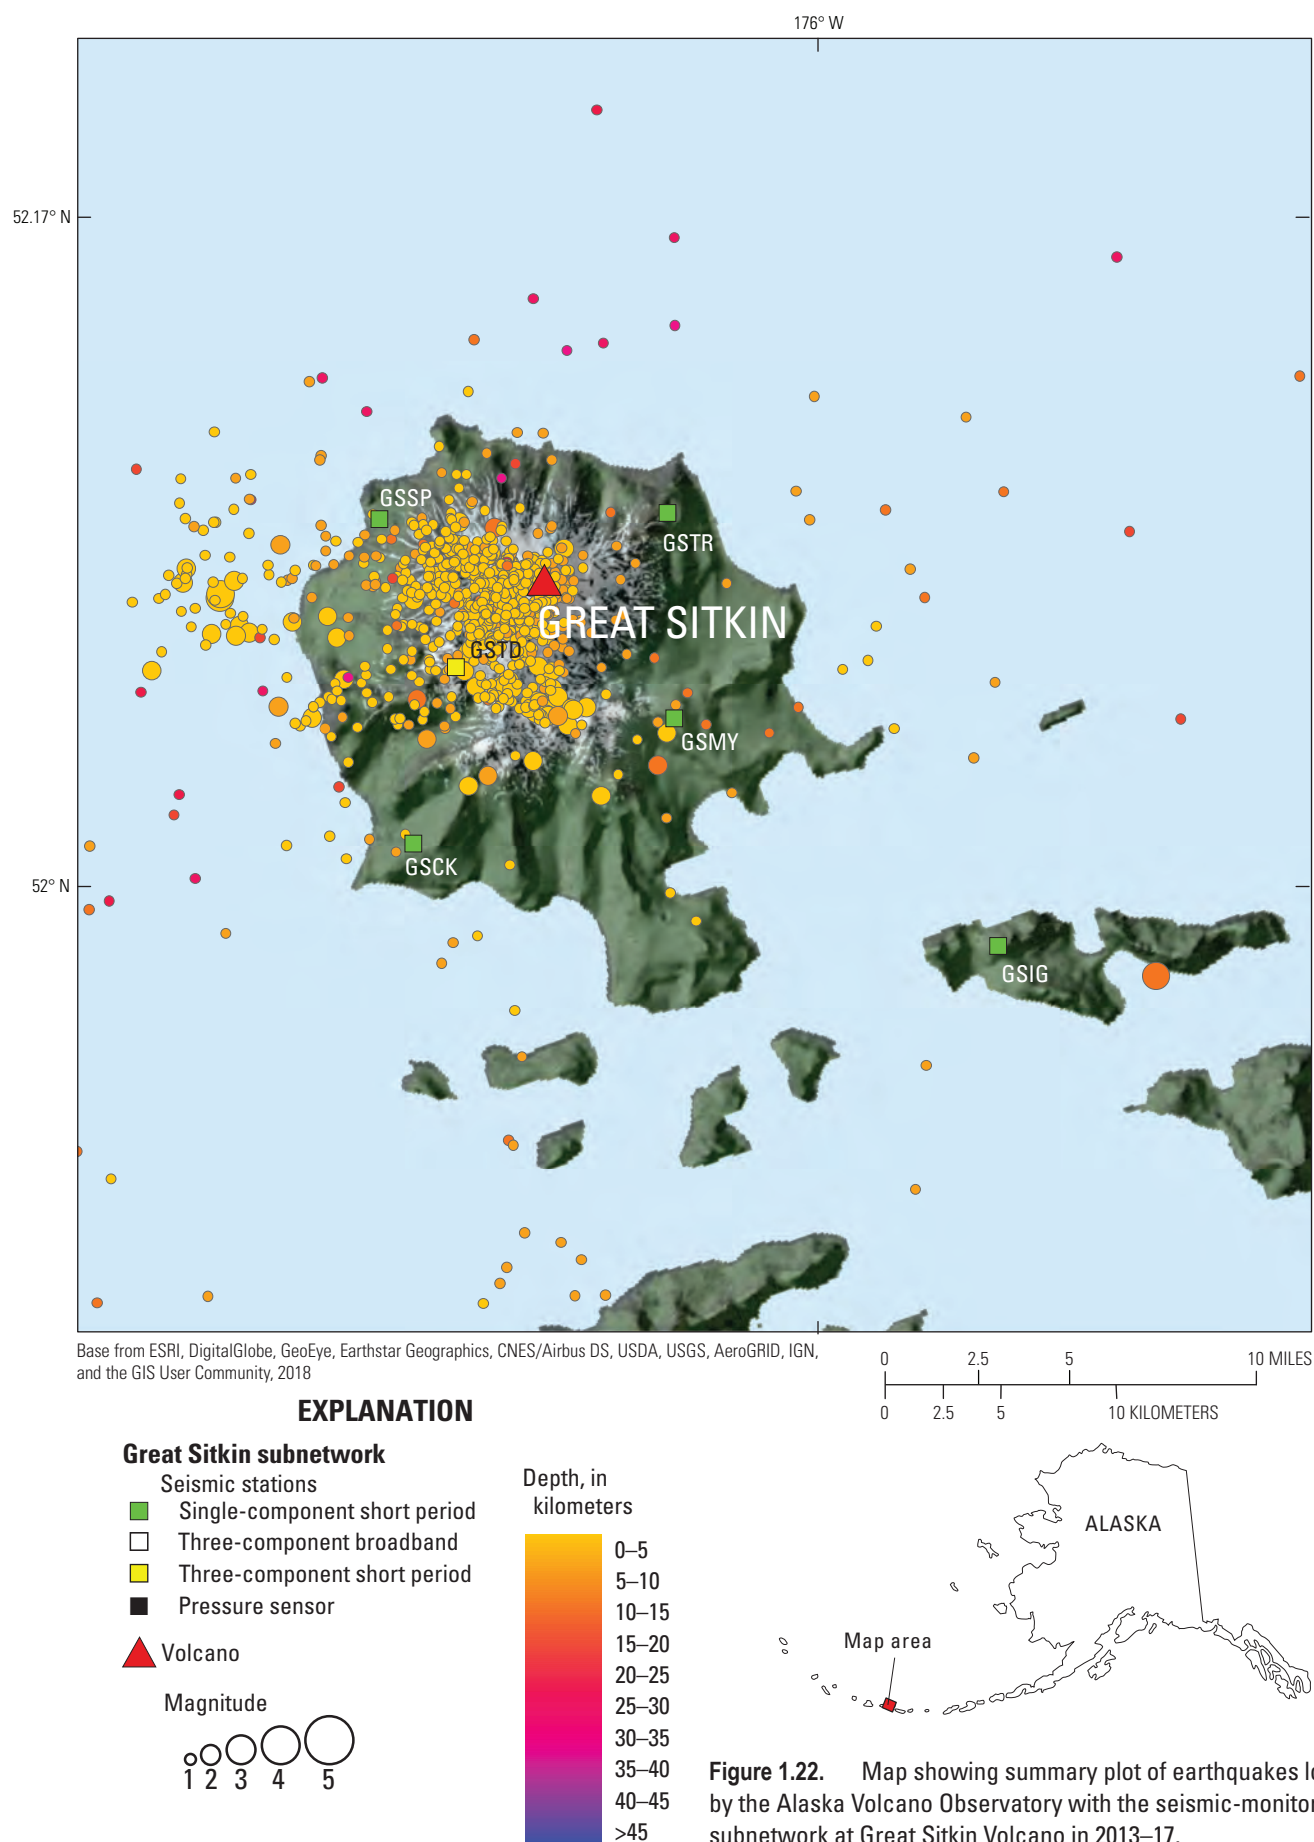 176° W
52.17° N
GSSP
GSTR
GREAT SITKIN
GSTD
GSMY
GSCK
52° N
GSIG
Base from ESRI, DigitalGlobe, GeoEye, Earthstar Geographics, CNES/Airbus DS, USDA, USGS, AeroGRID, IGN,
and the GIS User Community, 2018
0 2.5 5 10 MILES
0 2.5 5 10 KILOMETERS
EXPLANATION
Great Sitkin subnetwork
Seismic stations
Single-component short period
Three-component broadband
Three-component short period
Pressure sensor
Volcano
Magnitude
1 2 3 4 5
Depth, in
kilometers
0–5
5–10
10–15
15–20
20–25
25–30
30–35
35–40
40–45
>45
ALASKA
Map area
Figure 1.22. Map showing summary plot of earthquakes
by the Alaska Volcano Observatory with the
subnetwork at Great Sitkin Volcano in 2013–17.